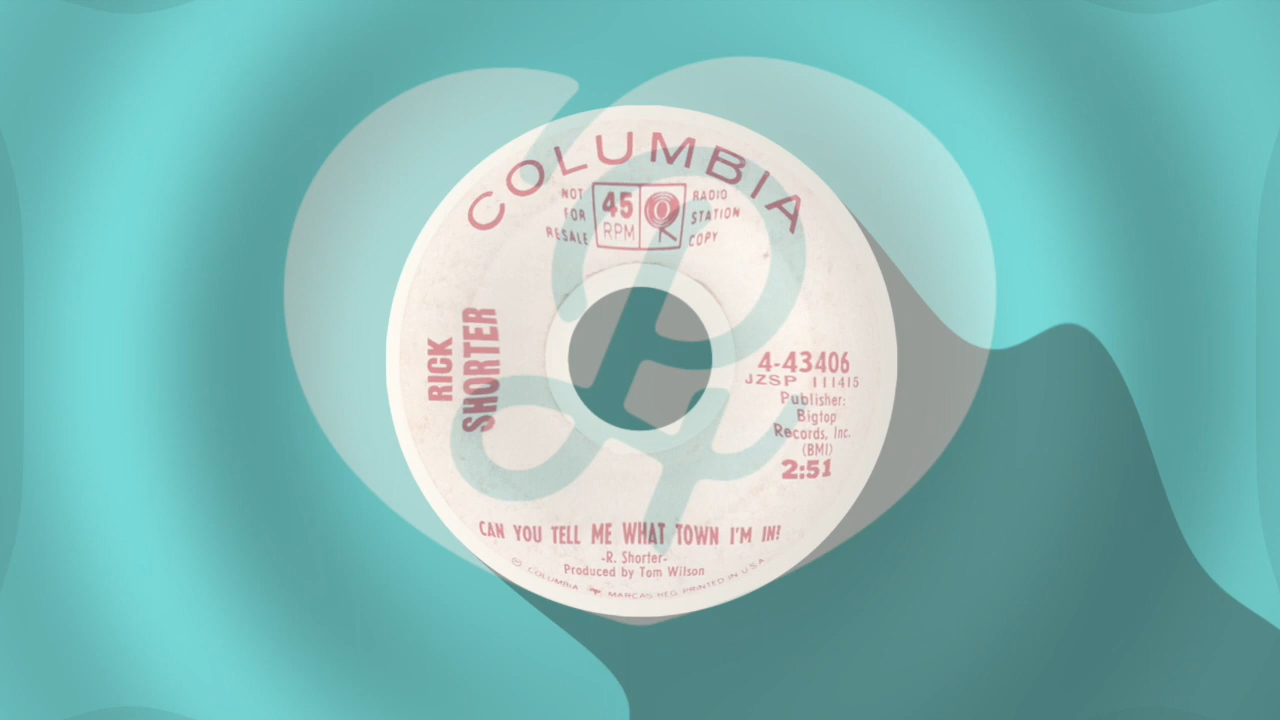 COLUMBIA
NOT FOR RESALE
45 RPM
RADIO STATION COPY
RICK SHORTER
4-43406
JZSP 111415
Publisher:
Bigtop
Records, Inc.
(BMI)
2:51
CAN YOU TELL ME WHAT TOWN I'M IN?
-R. Shorter-
Produced by Tom Wilson
© COLUMBIA MARCAS REG. PRINTED IN U.S.A.